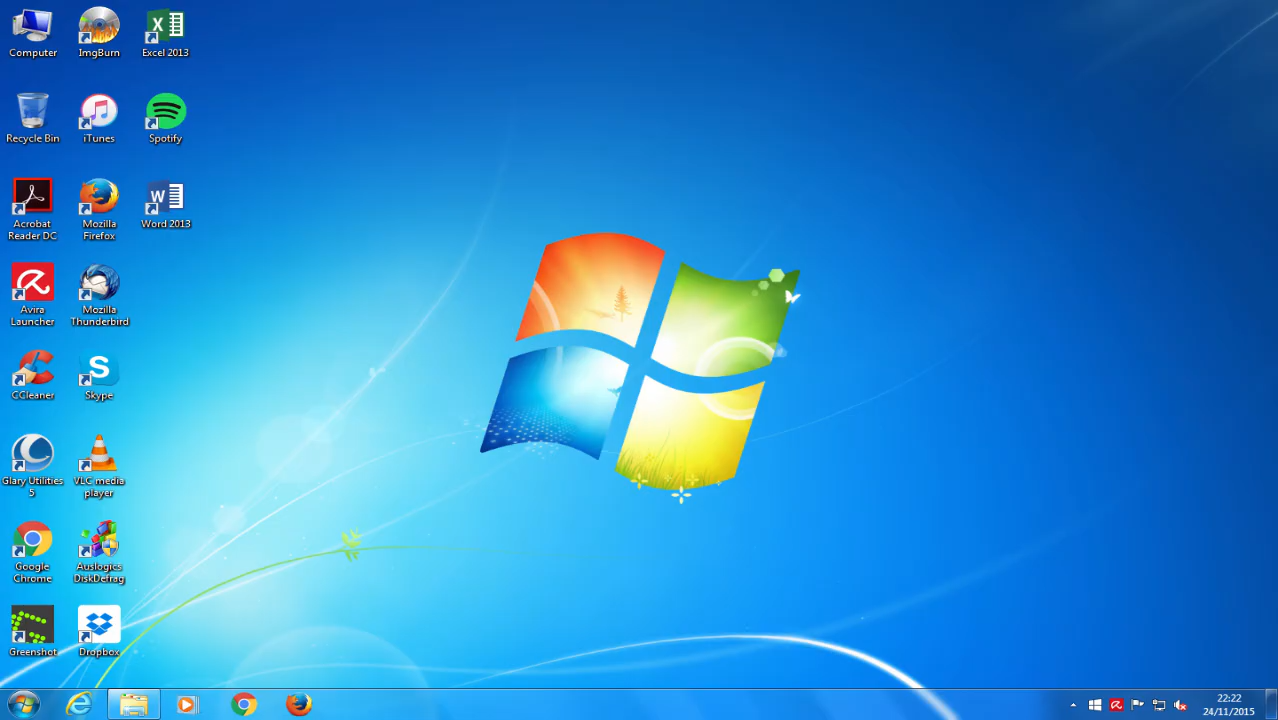 Computer
ImgBurn
Excel 2013
Recycle Bin
iTunes
Spotify
Acrobat
Reader DC
Mozilla
Firefox
W
Word 2013
Avira
Launcher
Mozilla
Thunderbird
CCleaner
S
Skype
Glary Utilities
5
VLC media
player
Google
Chrome
Auslogics
DiskDefrag
Greenshot
Dropbox
22:22
24/11/2015